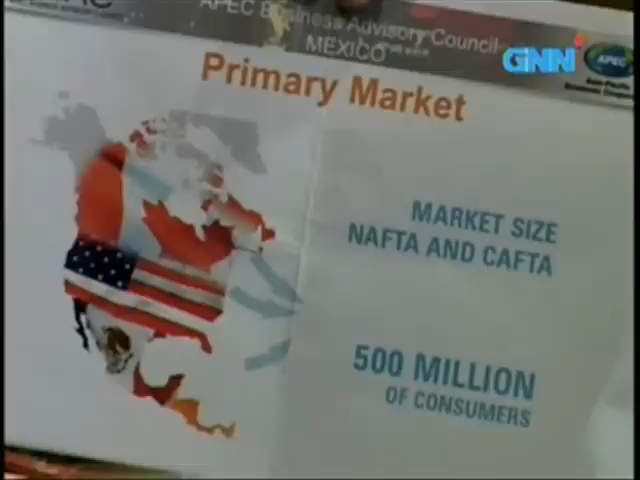 APEC Business Advisory Council
MEXICO
GNN
APEC
Primary Market
MARKET SIZE
NAFTA AND CAFTA
500 MILLION
OF CONSUMERS